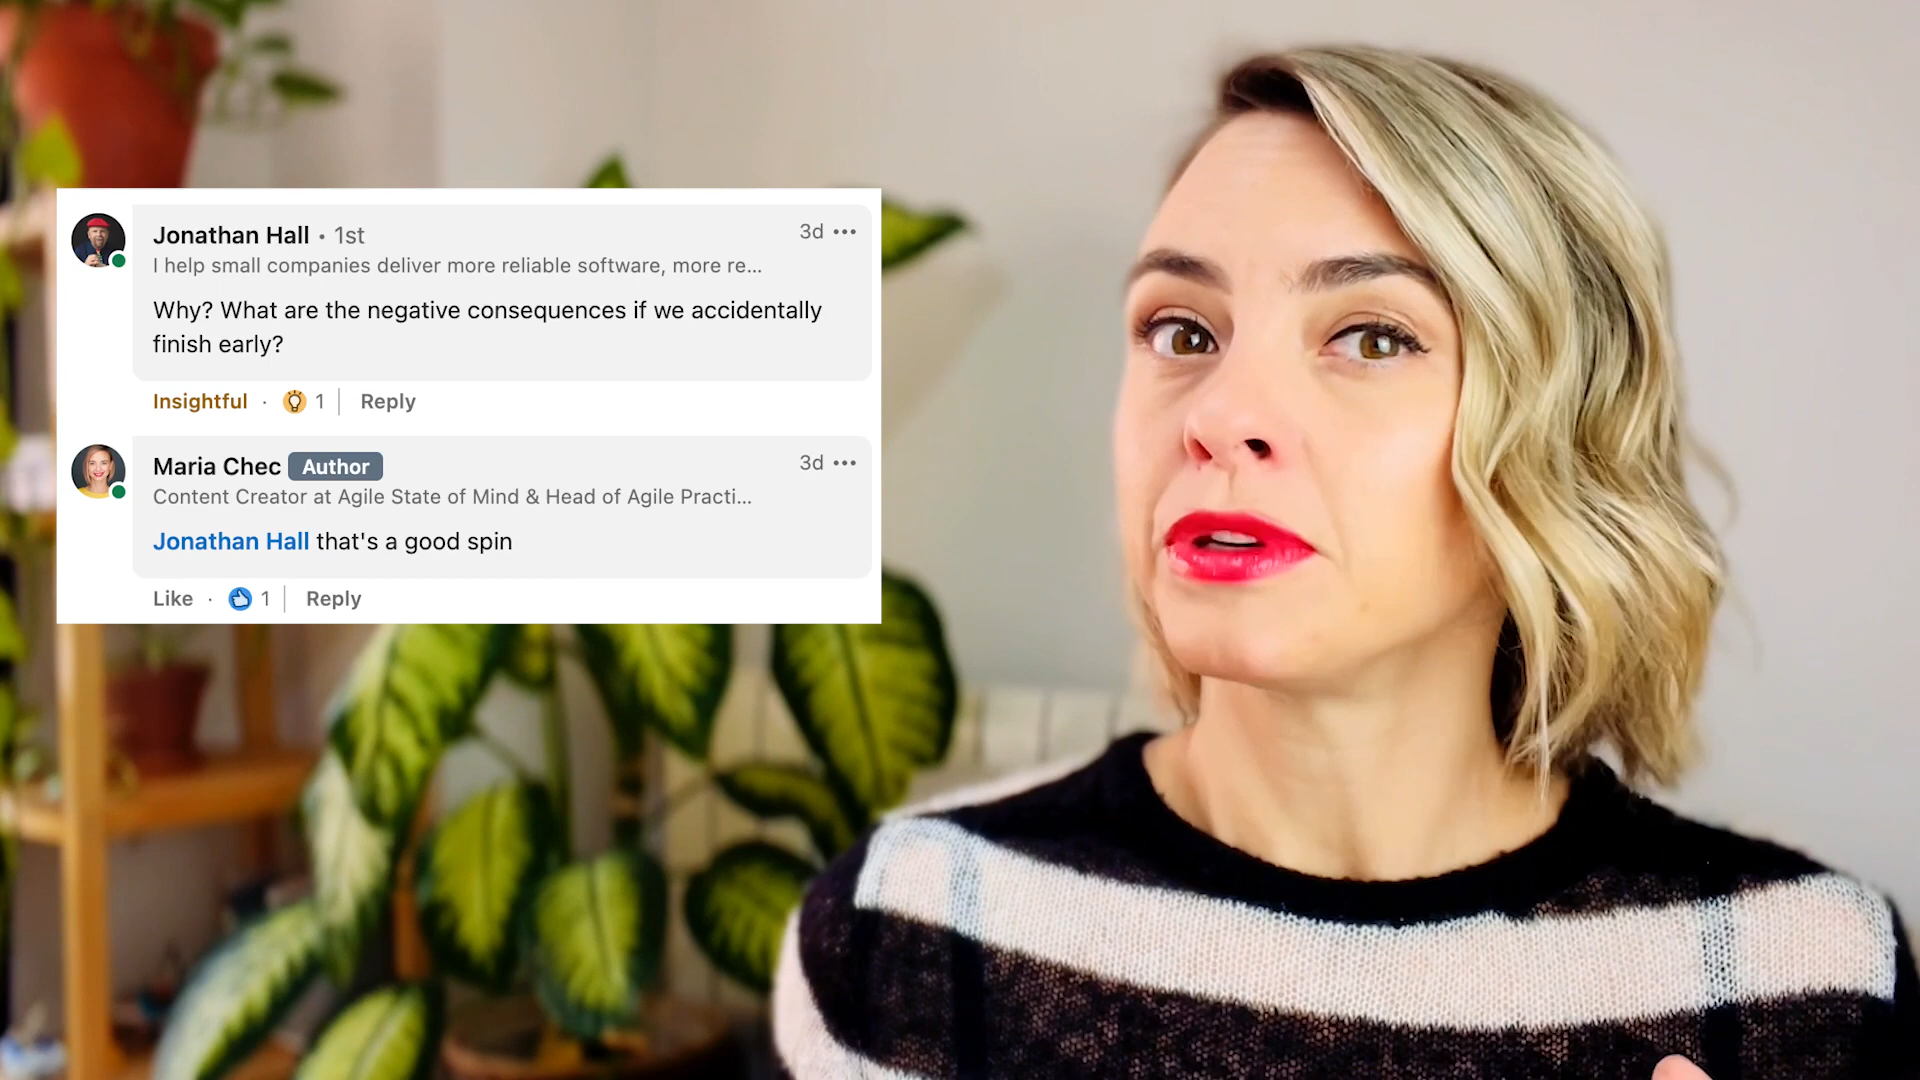 Jonathan Hall • 1st
3d •••
I help small companies deliver more reliable software, more re...
Why? What are the negative consequences if we accidentally
finish early?
Insightful · 1 | Reply
Maria Chec Author
3d •••
Content Creator at Agile State of Mind & Head of Agile Practi...
Jonathan Hall that's a good spin
Like · 1 | Reply